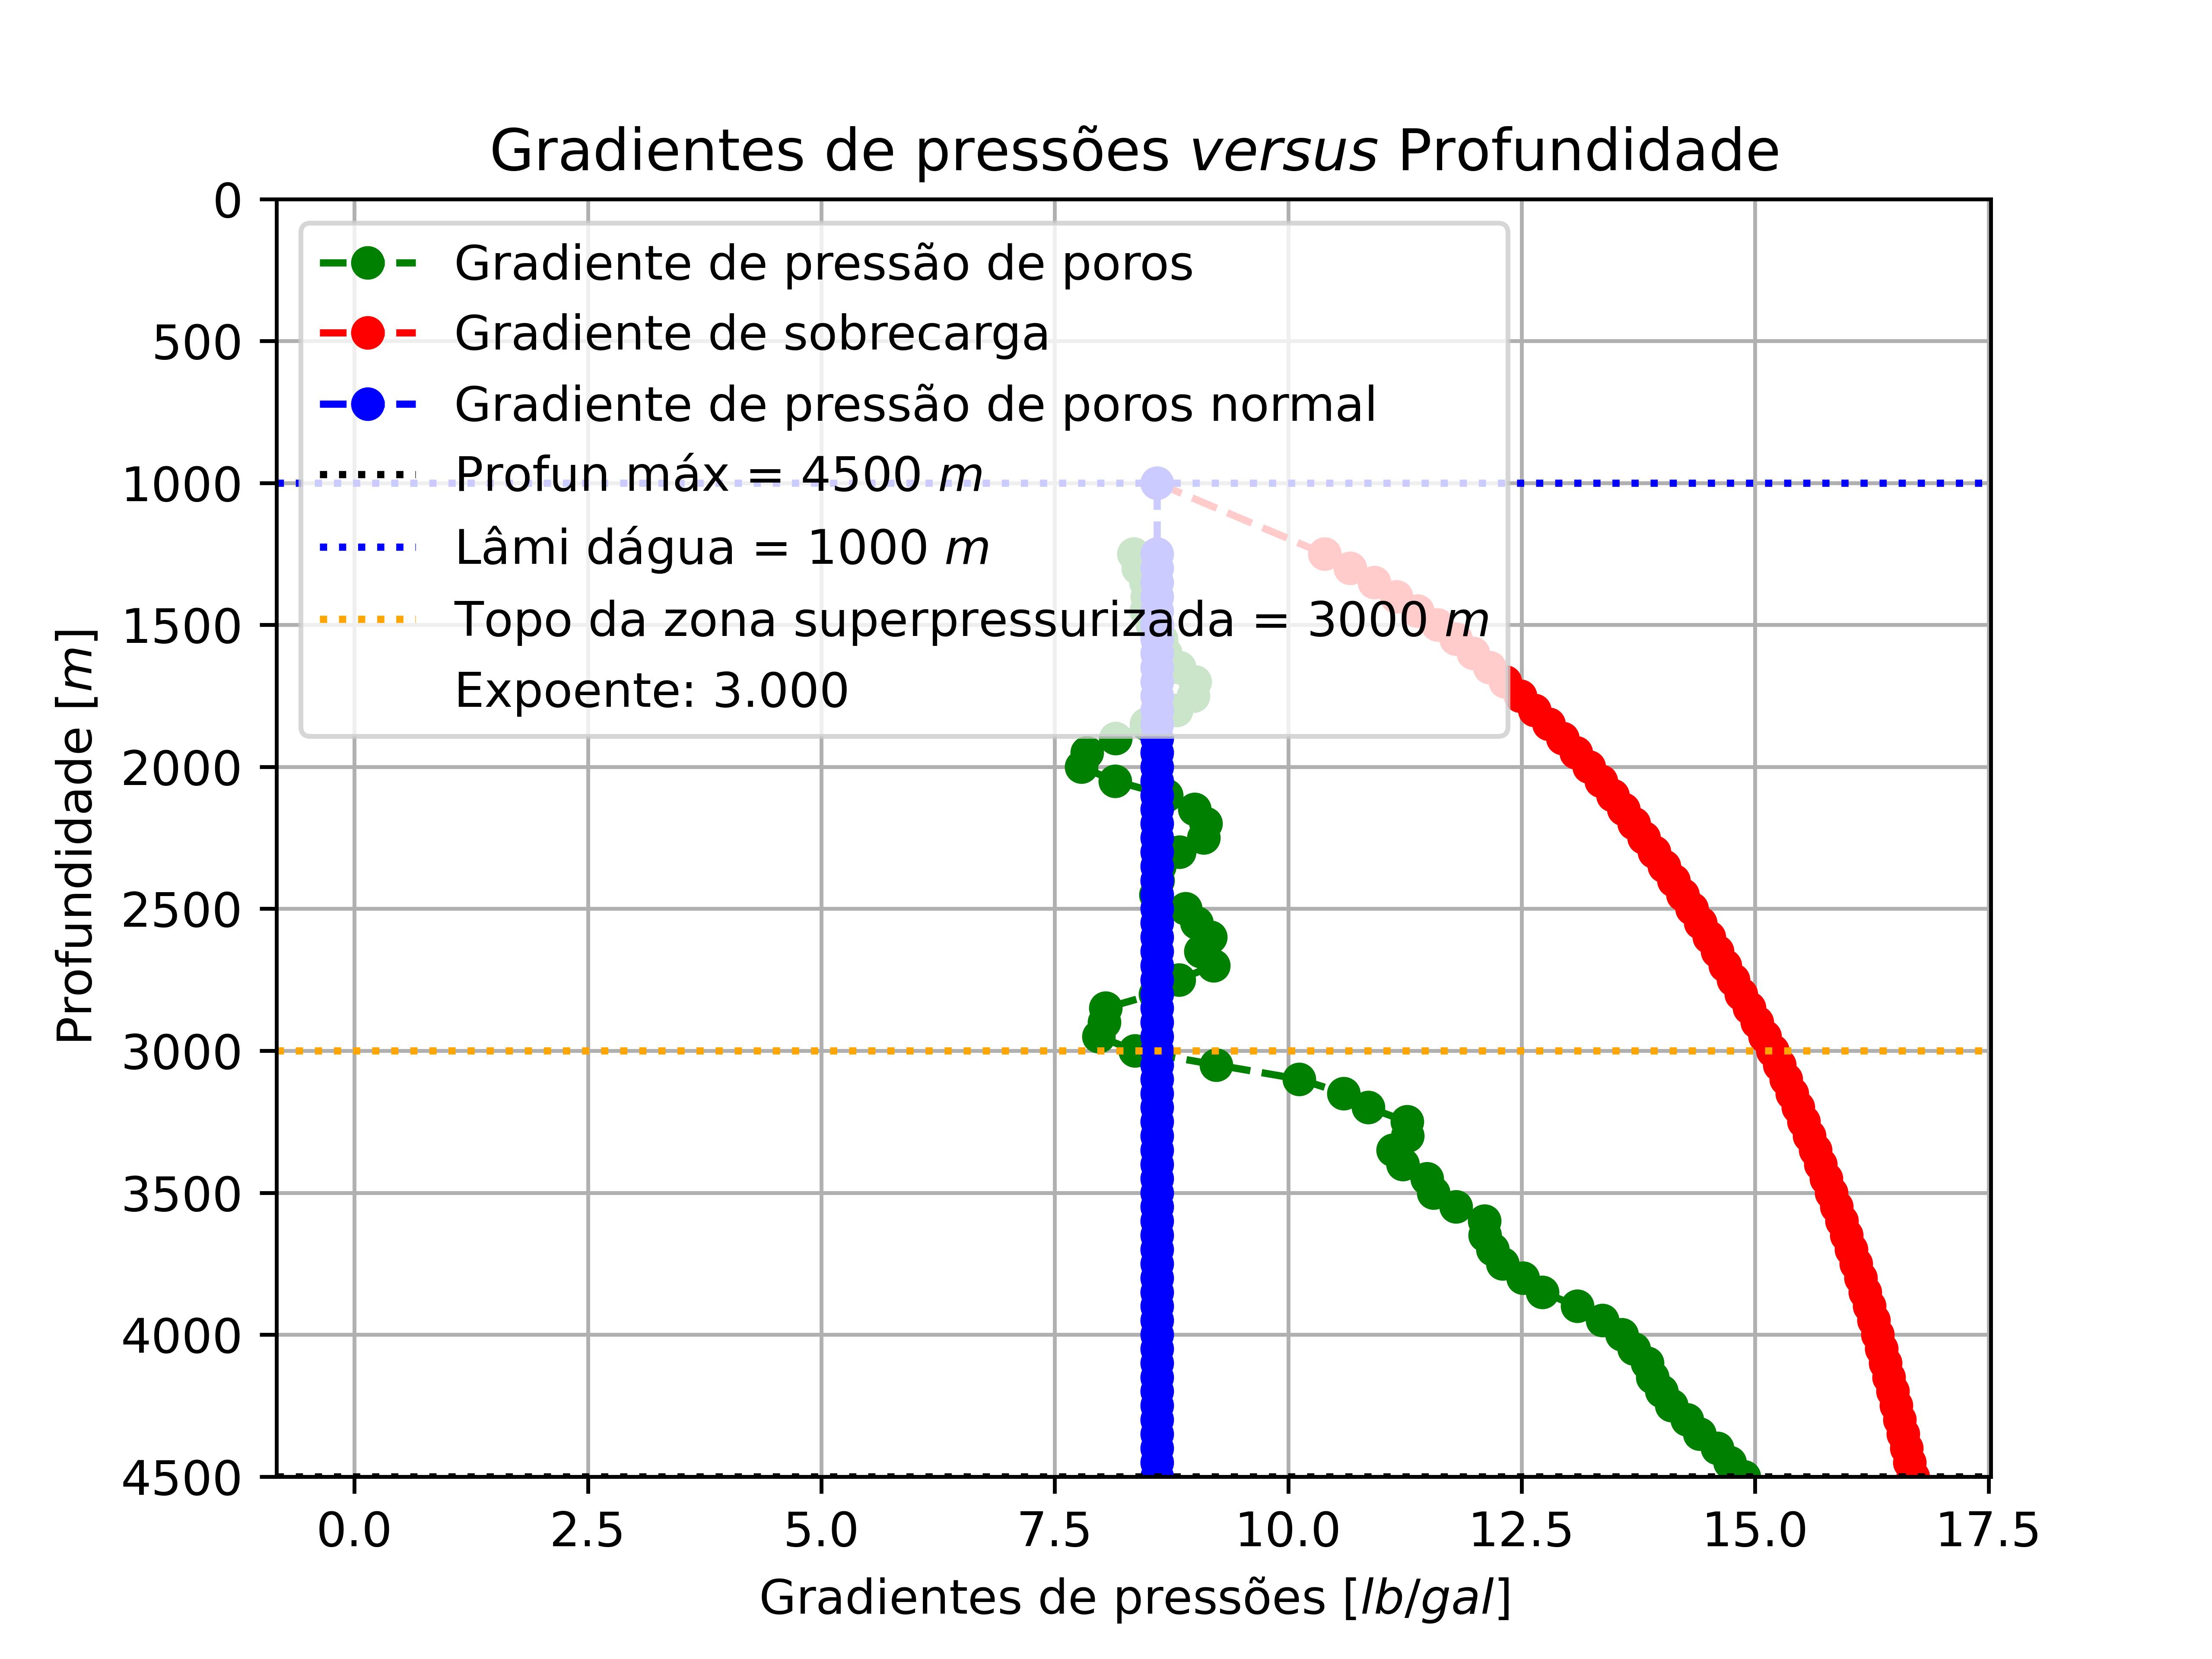 Gradientes de pressões versus Profundidade
0
500
1000
1500
2000
2500
3000
3500
4000
4500
Profundidade [m]
Gradiente de pressão de poros
Gradiente de sobrecarga
Gradiente de pressão de poros normal
Profun máx = 4500 m
Lâmi dágua = 1000 m
Topo da zona superpressurizada = 3000 m
Expoente: 3.000
0.0 2.5 5.0 7.5 10.0 12.5 15.0 17.5
Gradientes de pressões [lb/gal]